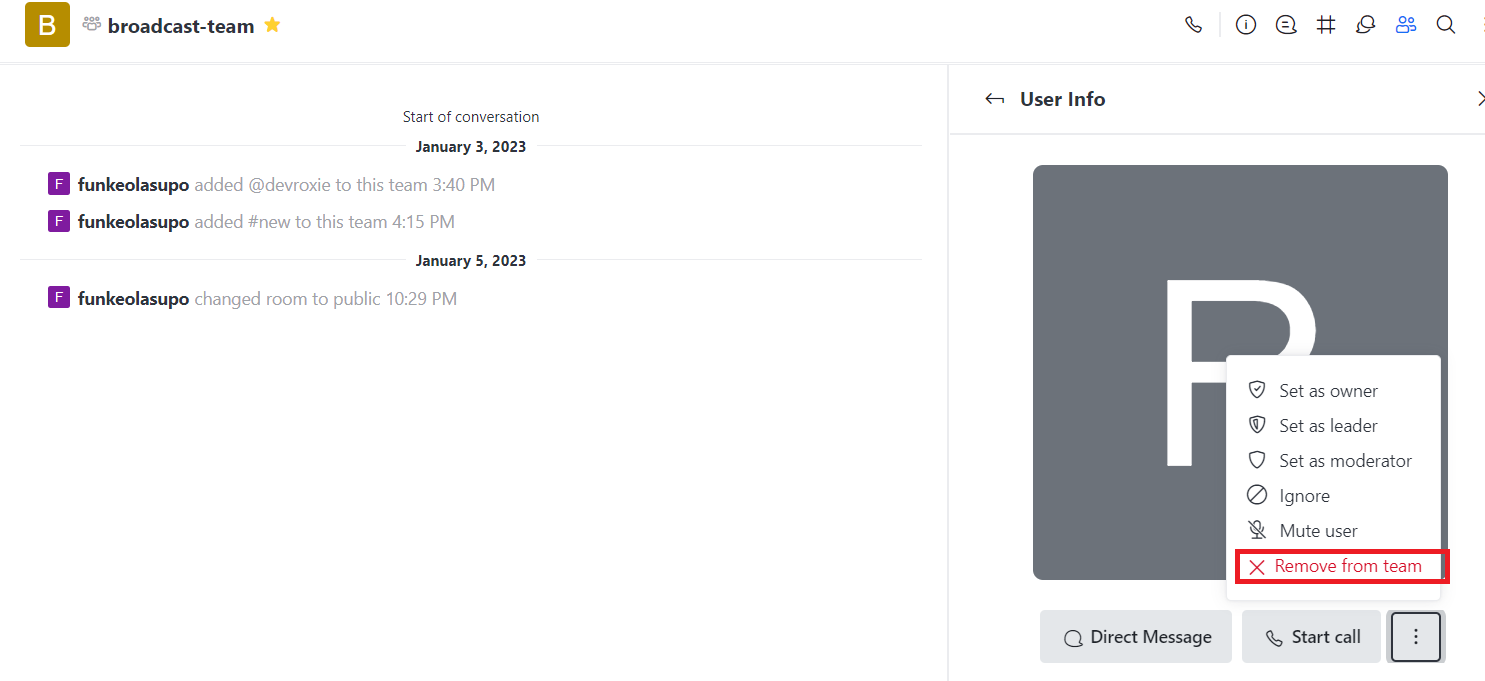 B broadcast-team
Start of conversation
January 3, 2023
F funkeolasupo added @devroxie to this team 3:40 PM
F funkeolasupo added #new to this team 4:15 PM
January 5, 2023
F funkeolasupo changed room to public 10:29 PM
User Info
R
Set as owner
Set as leader
Set as moderator
Ignore
Mute user
Remove from team
Direct Message
Start call